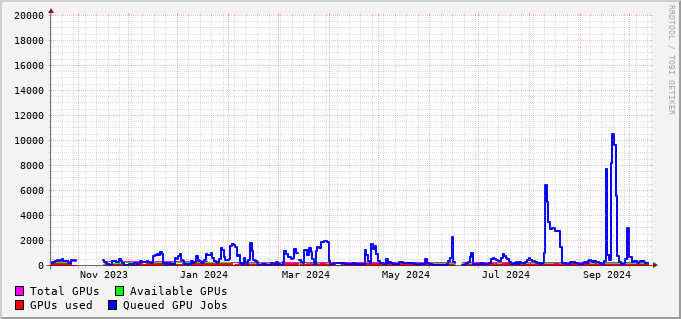 RRDTOOL / TOBI OETIKER
20000
18000
16000
14000
12000
10000
8000
6000
4000
2000
0
Nov 2023 Jan 2024 Mar 2024 May 2024 Jul 2024 Sep 2024
Total GPUs Available GPUs
GPUs used Queued GPU Jobs